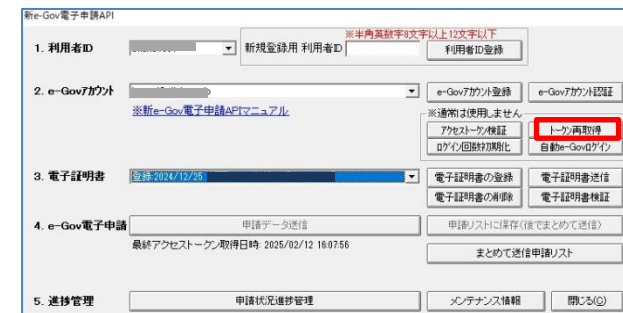 新e-Gov電子申請API
※半角英数字8文字以上12文字以下
1. 利用者ID 新規登録用 利用者ID 利用者ID登録
2. e-Govアカウント e-Govアカウント登録 e-Govアカウント認証
※新e-Gov電子申請APIマニュアル ※通常は使用しません
アクセストークン検証 トークン再取得
ログイン回数初期化 自動e-Govログイン
3. 電子証明書 登録:2024/12/25 電子証明書の登録 電子証明書送信
電子証明書の削除 電子証明書検証
4. e-Gov電子申請 申請データ送信 申請リストに保存(後でまとめて送信)
最終アクセストークン取得日時: 2025/02/12 16:07:56 まとめて送信申請リスト
5. 進捗管理 申請状況進捗管理 メンテナンス情報 閉じる(C)